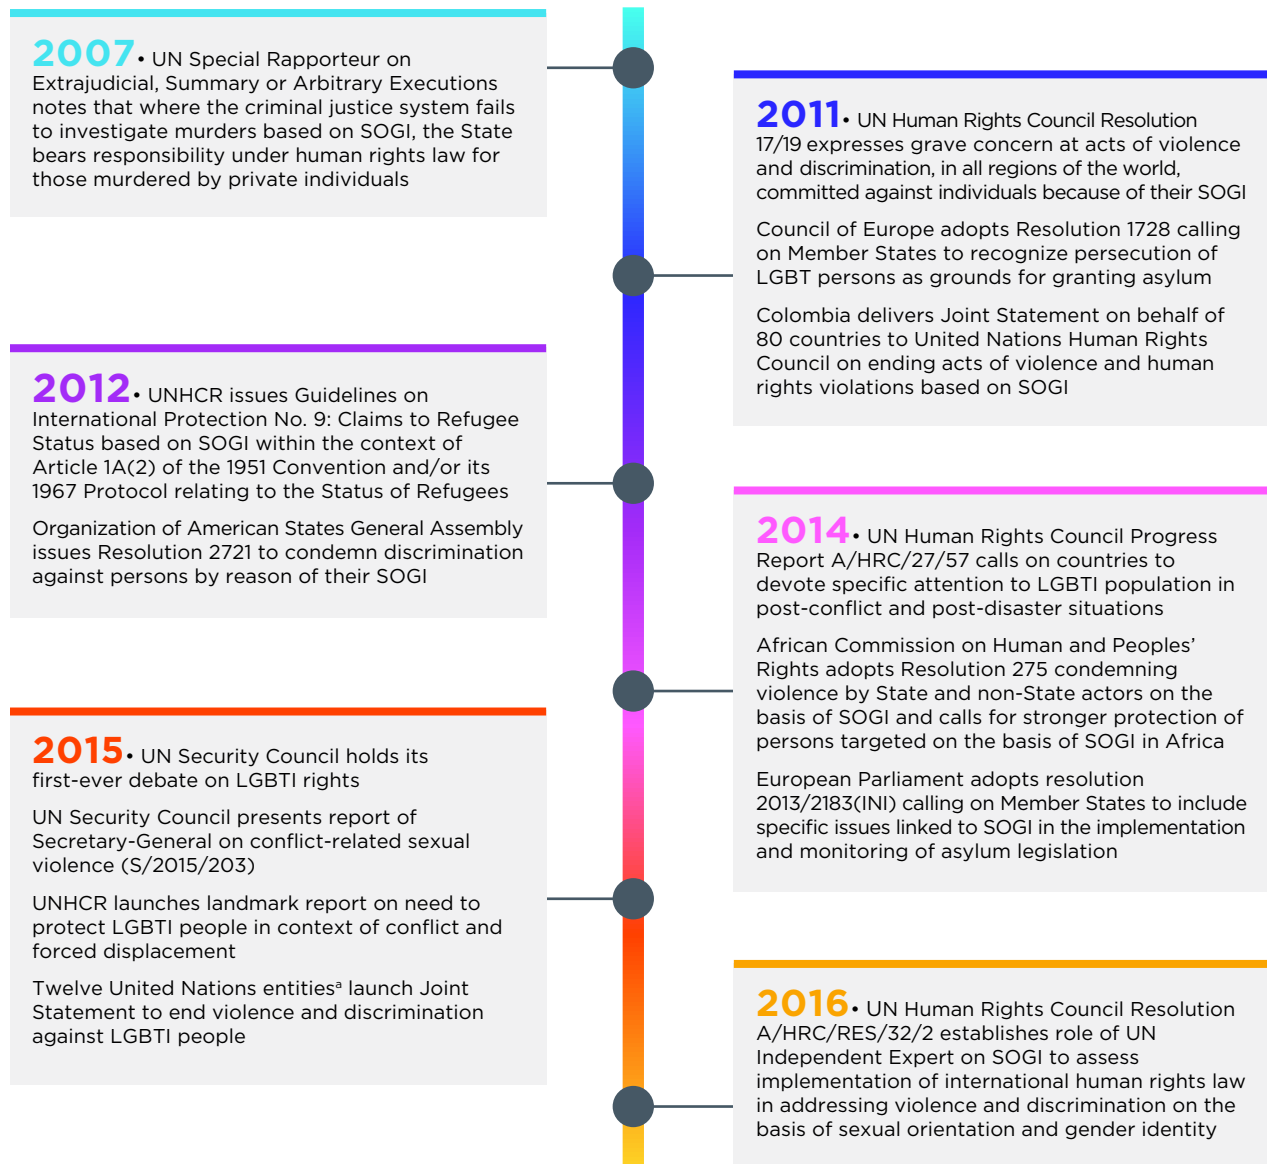 2007• UN Special Rapporteur on
Extrajudicial, Summary or Arbitrary Executions
notes that where the criminal justice system fails
to investigate murders based on SOGI, the State
bears responsibility under human rights law for
those murdered by private individuals
2011• UN Human Rights Council Resolution
17/19 expresses grave concern at acts of violence
and discrimination, in all regions of the world,
committed against individuals because of their SOGI
Council of Europe adopts Resolution 1728 calling
on Member States to recognize persecution of
LGBT persons as grounds for granting asylum
Colombia delivers Joint Statement on behalf of
80 countries to United Nations Human Rights
Council on ending acts of violence and human
rights violations based on SOGI
2012• UNHCR issues Guidelines on
International Protection No. 9: Claims to Refugee
Status based on SOGI within the context of
Article 1A(2) of the 1951 Convention and/or its
1967 Protocol relating to the Status of Refugees
Organization of American States General Assembly
issues Resolution 2721 to condemn discrimination
against persons by reason of their SOGI
2014• UN Human Rights Council Progress
Report A/HRC/27/57 calls on countries to
devote specific attention to LGBTI population in
post-conflict and post-disaster situations
African Commission on Human and Peoples’
Rights adopts Resolution 275 condemning
violence by State and non-State actors on the
basis of SOGI and calls for stronger protection of
persons targeted on the basis of SOGI in Africa
European Parliament adopts resolution
2013/2183(INI) calling on Member States to include
specific issues linked to SOGI in the implementation
and monitoring of asylum legislation
2015• UN Security Council holds its
first-ever debate on LGBTI rights
UN Security Council presents report of
Secretary-General on conflict-related sexual
violence (S/2015/203)
UNHCR launches landmark report on need to
protect LGBTI people in context of conflict and
forced displacement
Twelve United Nations entitiesᵃ launch Joint
Statement to end violence and discrimination
against LGBTI people
2016• UN Human Rights Council Resolution
A/HRC/RES/32/2 establishes role of UN
Independent Expert on SOGI to assess
implementation of international human rights law
in addressing violence and discrimination on the
basis of sexual orientation and gender identity